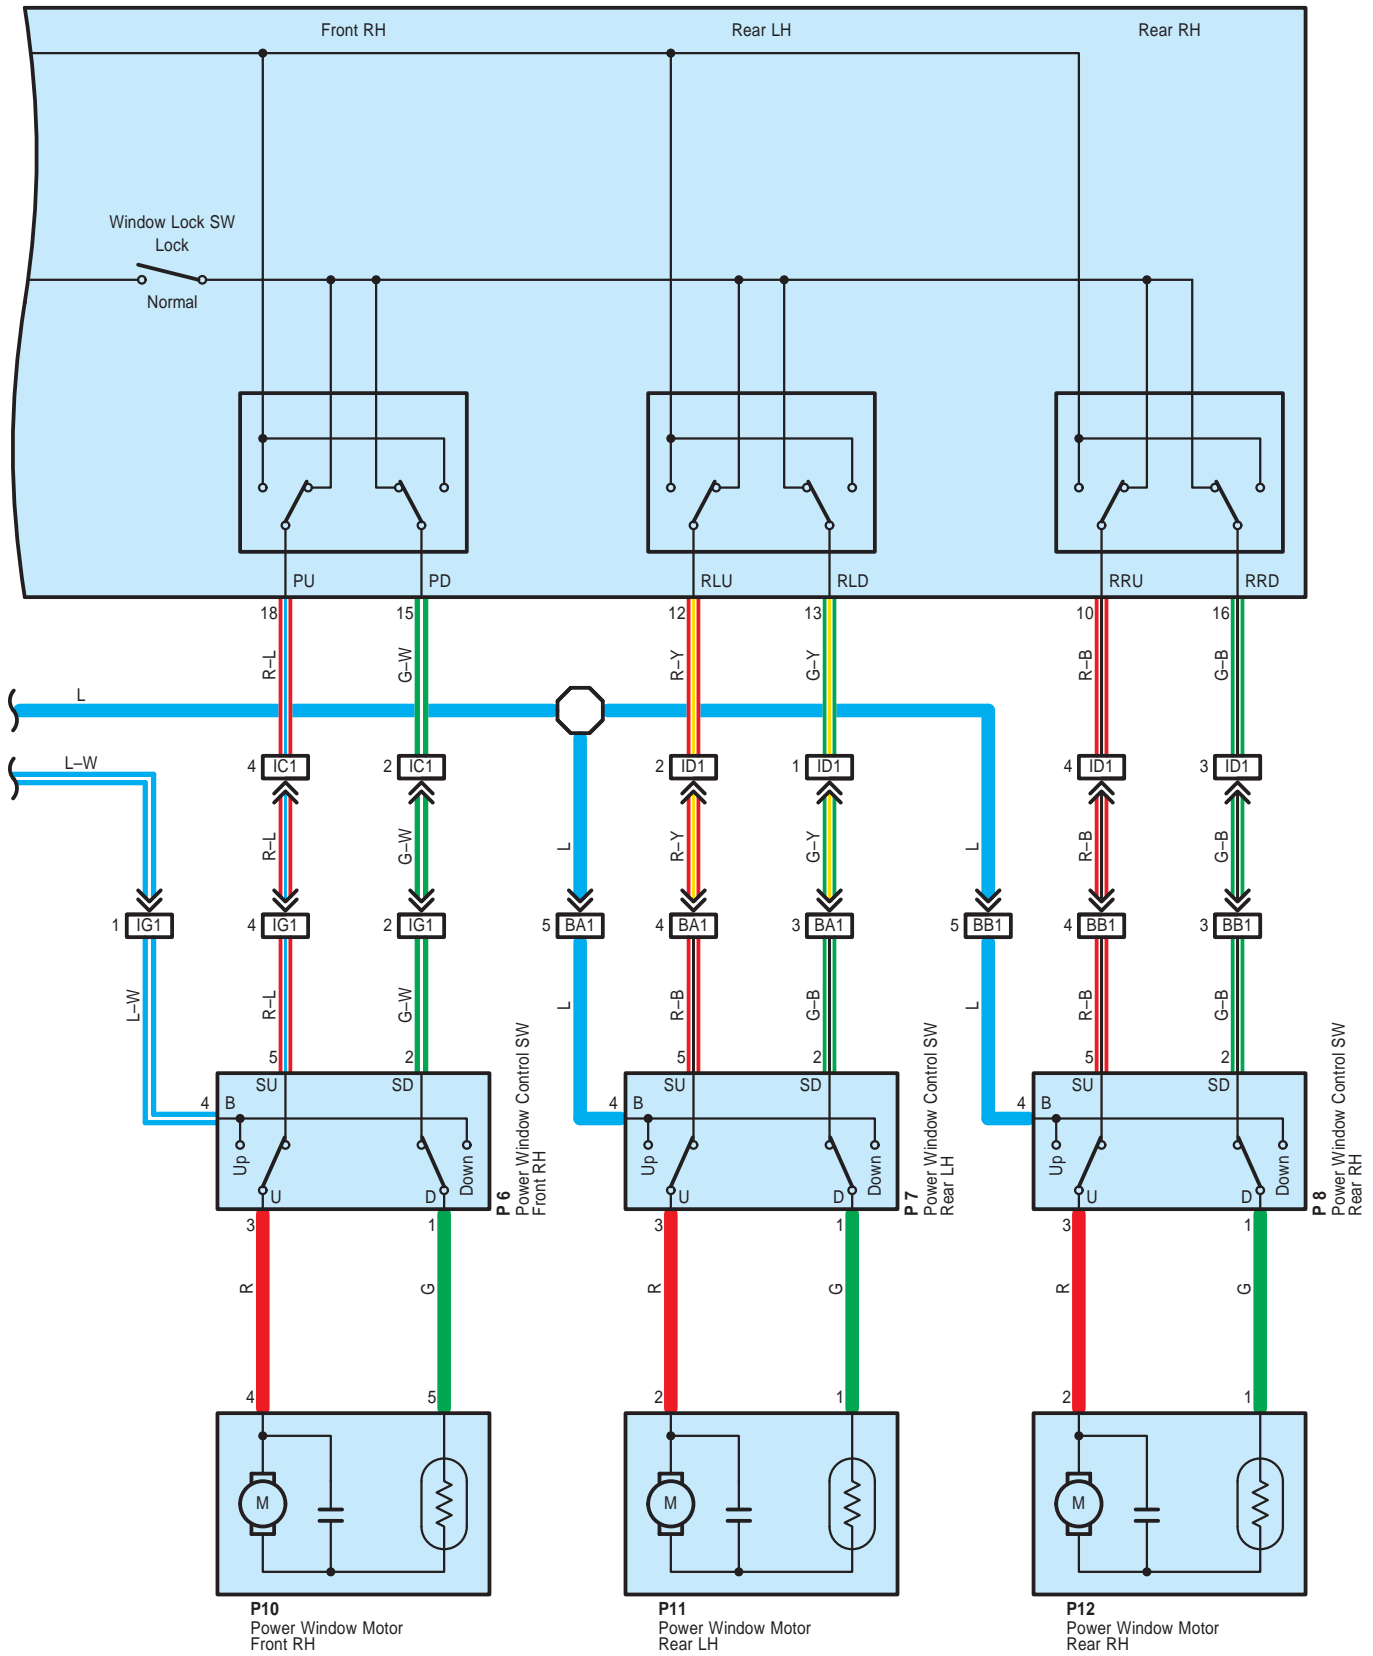 Front RH Rear LH Rear RH
Window Lock SW
Lock
Normal
PU PD RLU RLD RRU RRD
18 15 12 13 10 16
R–L G–W R–Y G–Y R–B G–B
L
L–W
4 IC1 2 IC1 2 ID1 1 ID1 4 ID1 3 ID1
R–L G–W L R–Y G–Y L R–B G–B
1 IG1 4 IG1 2 IG1 5 BA1 4 BA1 3 BA1 5 BB1 4 BB1 3 BB1
L–W R–L G–W L R–B G–B L R–B G–B
5 2 5 2 5 2
SU SD SU SD SU SD
4 B 4 B 4 B
Up Down Up Down Up Down
U D U D U D
P 6
Power Window Control SW
Front RH
P 7
Power Window Control SW
Rear LH
P 8
Power Window Control SW
Rear RH
3 1 3 1 3 1
R G R G R G
4 5 2 1 2 1
M M M
P10 P11 P12
Power Window Motor Power Window Motor Power Window Motor
Front RH Rear LH Rear RH